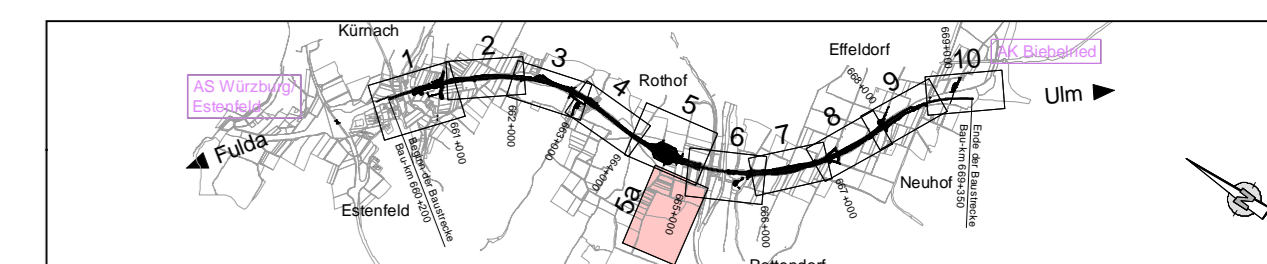 Kürnach
Effeldorf
AK Biebelried
AS Würzburg/
Estenfeld
Rothof
Ulm
Fulda
Estenfeld
Neuhof
1
2
3
4
5
5a
6
7
8
9
10
661+000
662+000
663+000
664+000
665+000
666+000
667+000
668+000
669+000
Beginn der Baustrecke
Bau-km 660+200
Ende der Baustrecke
Bau-km 669+350